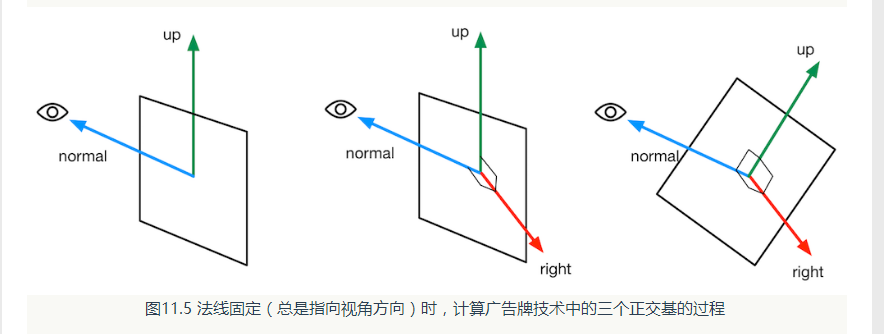 up
normal
up
normal
right
up
normal
right
图11.5 法线固定（总是指向视角方向）时，计算广告牌技术中的三个正交基的过程